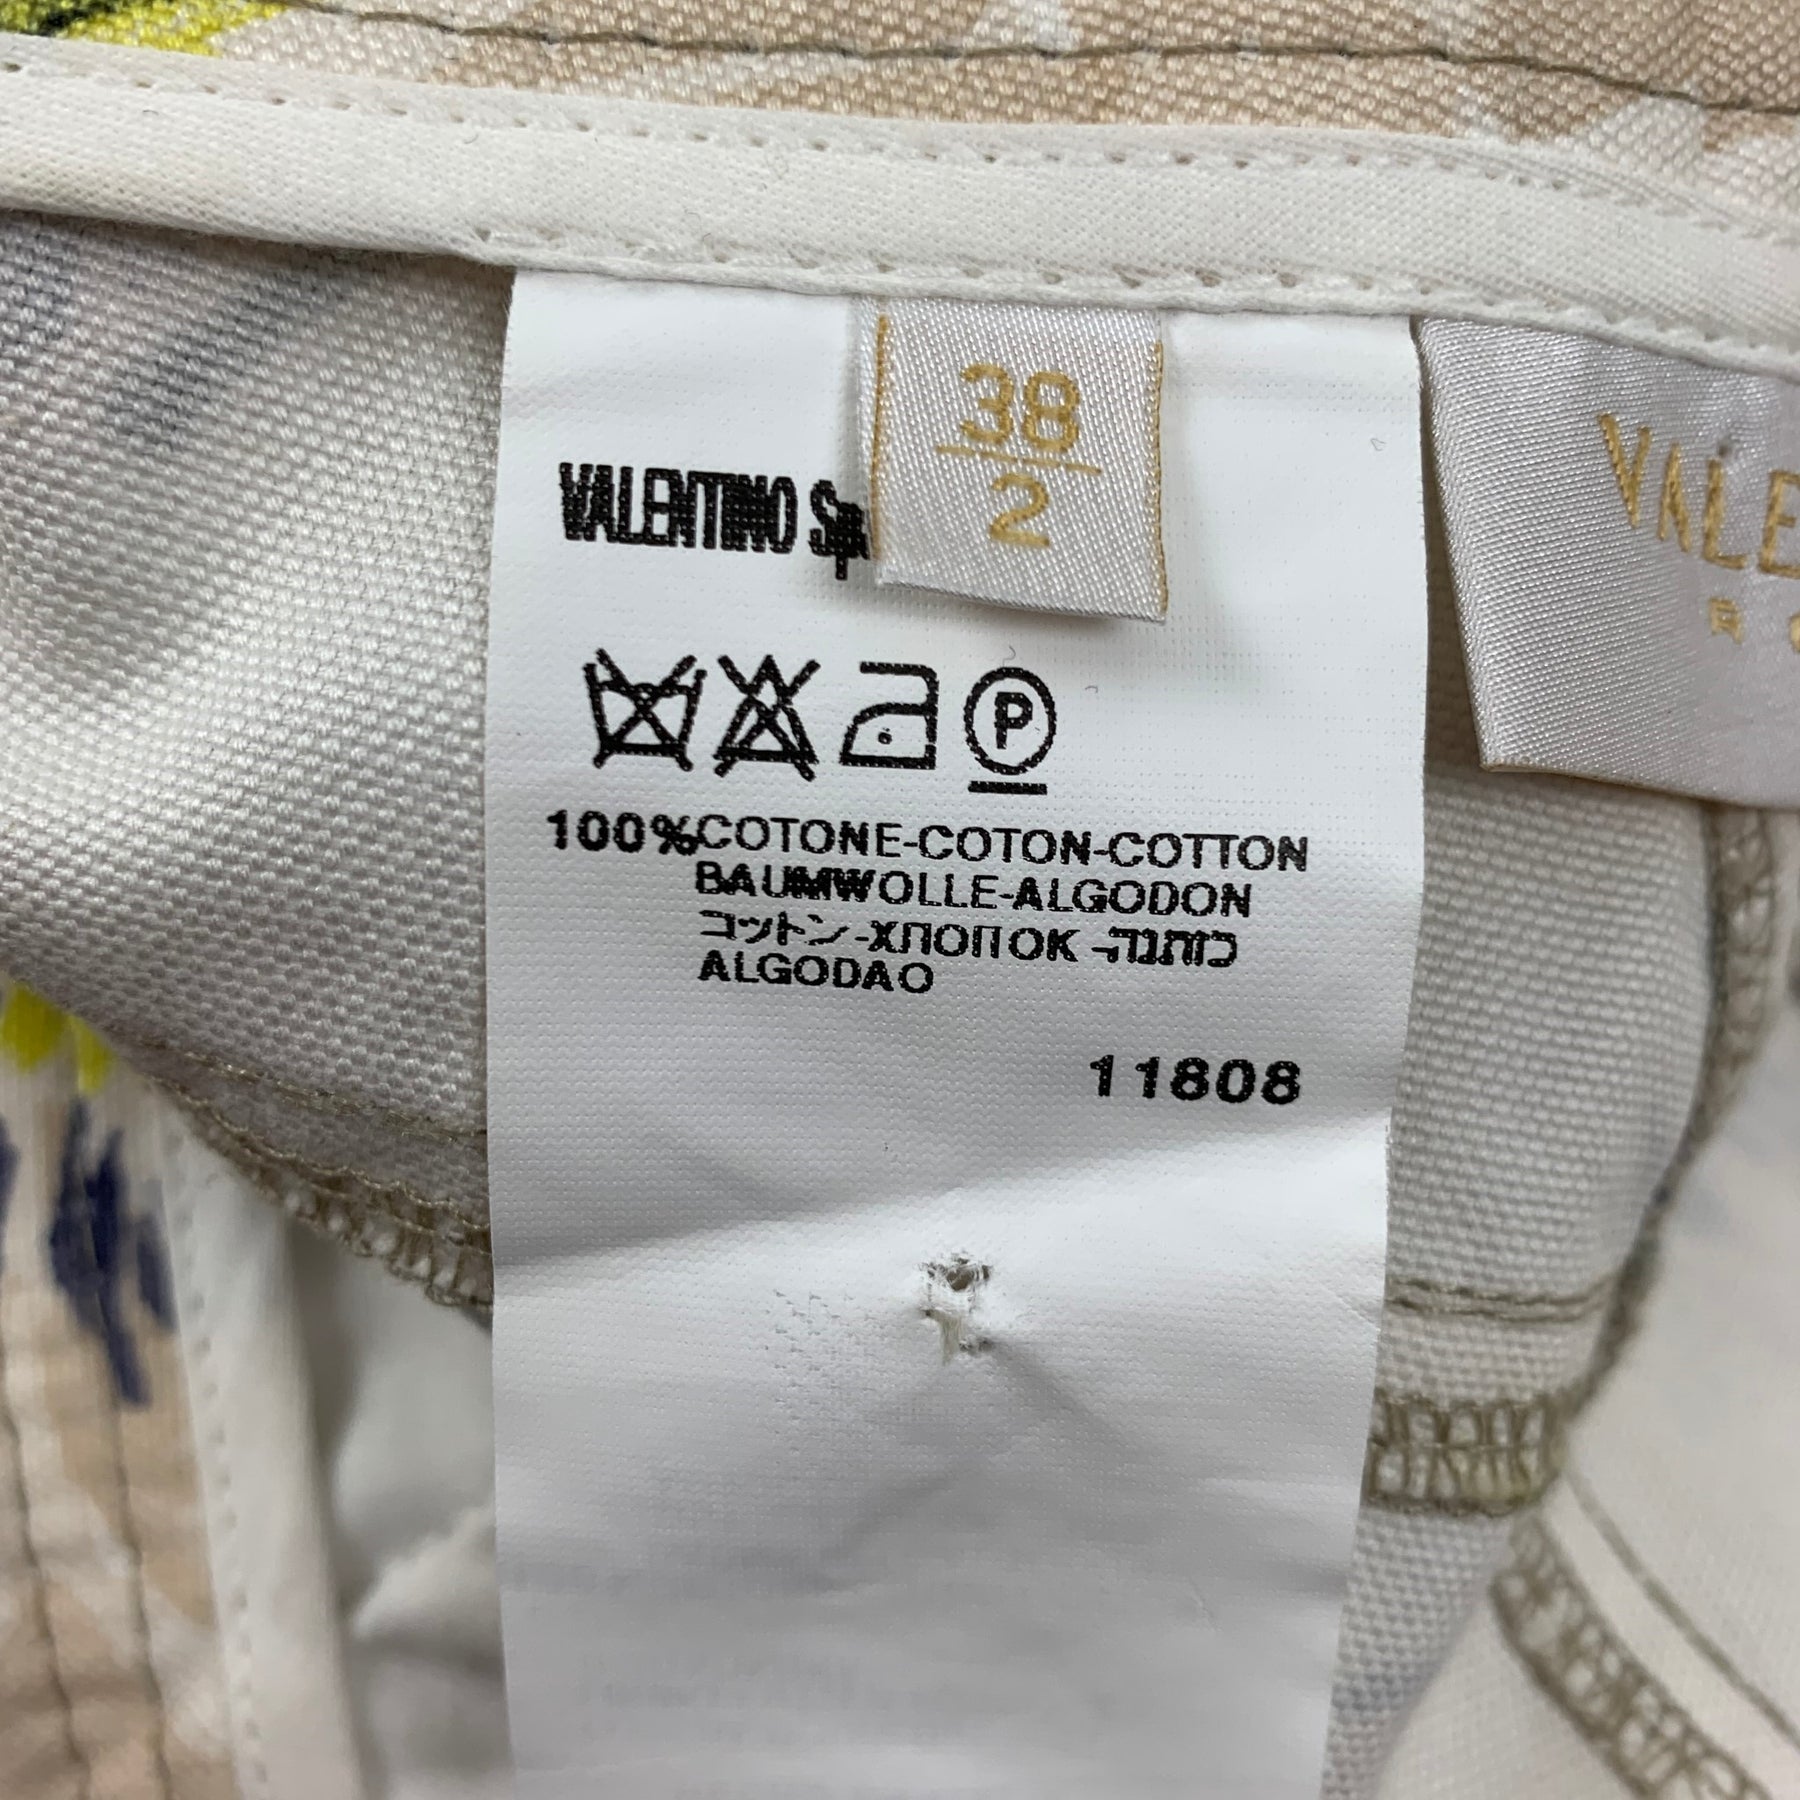 38
2
VALENTINO Sp
P
100%COTONE-COTON-COTTON
BAUMWOLLE-ALGODON
コットン-ХЛОПОК-כותנה
ALGODAO
11808
VALE
R